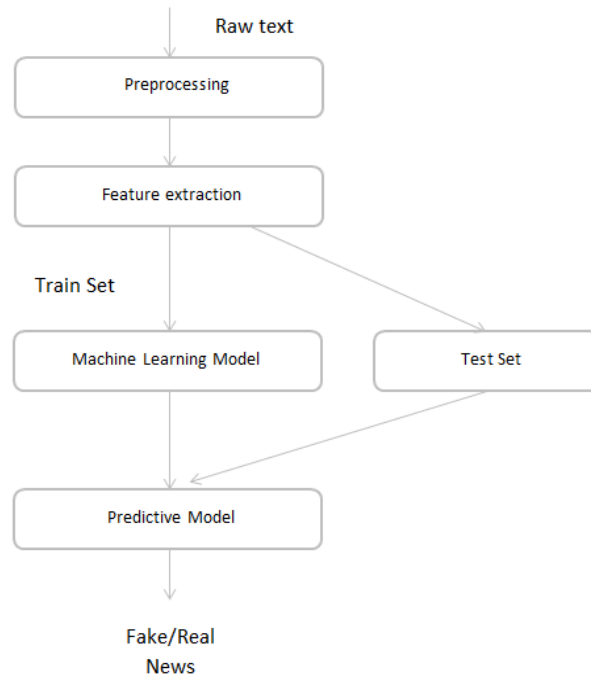 Raw text
Preprocessing
Feature extraction
Train Set
Machine Learning Model
Test Set
Predictive Model
Fake/Real
News